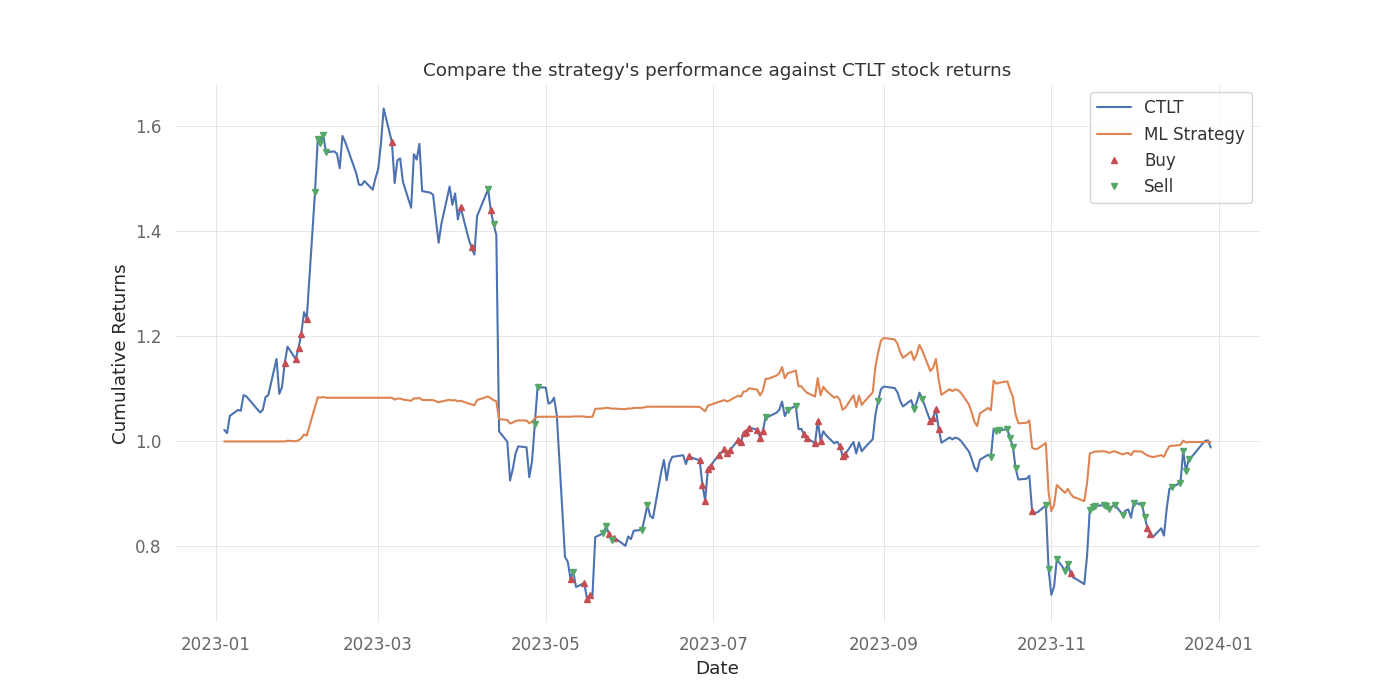 Compare the strategy's performance against CTLT stock returns
CTLT
ML Strategy
Buy
Sell
Cumulative Returns
1.6
1.4
1.2
1.0
0.8
2023-01
2023-03
2023-05
2023-07
2023-09
2023-11
2024-01
Date